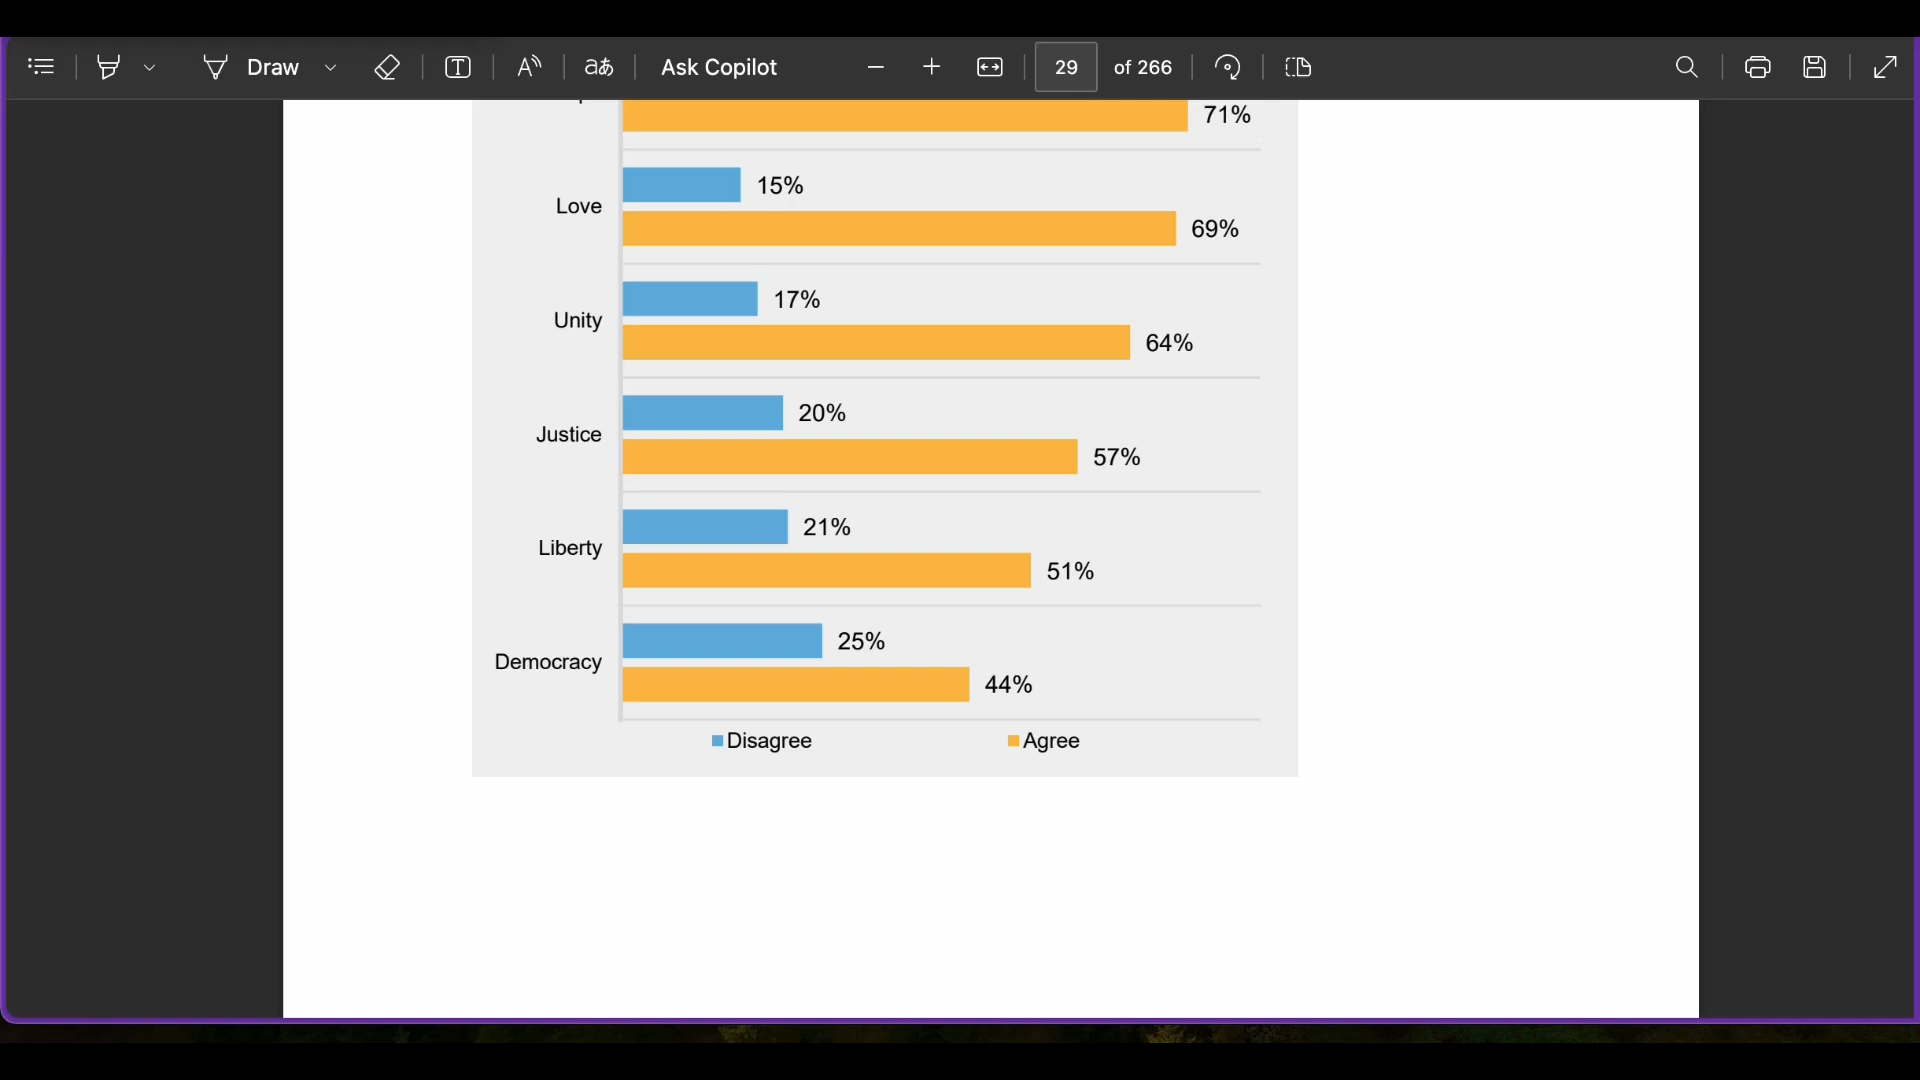 Draw
Ask Copilot
29 of 266
71%
Love
15%
69%
Unity
17%
64%
Justice
20%
57%
Liberty
21%
51%
Democracy
25%
44%
Disagree Agree